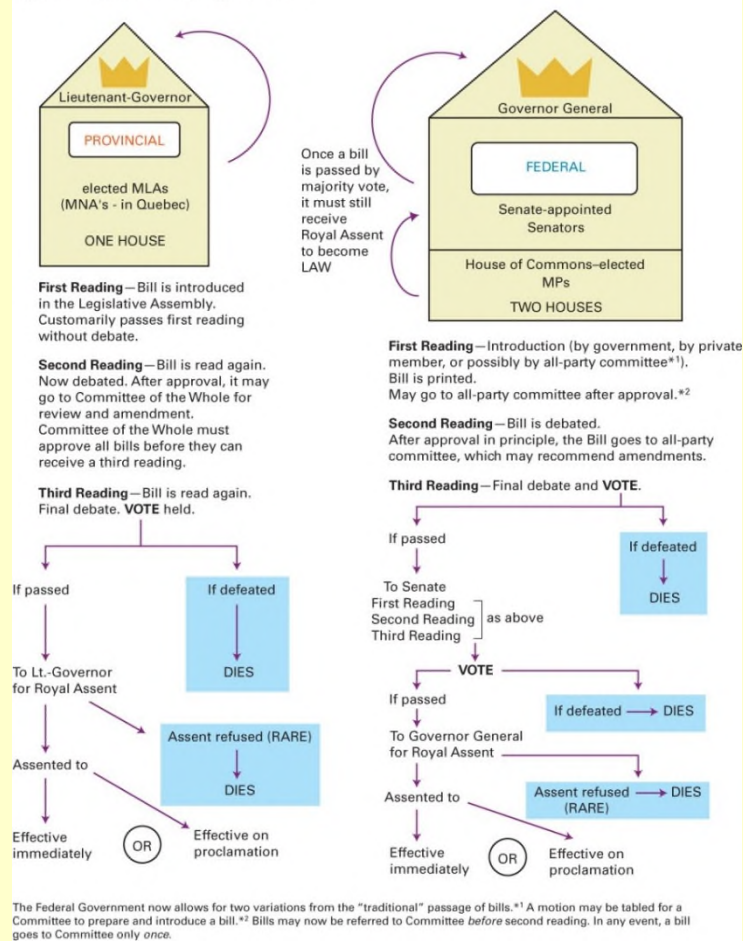 Lieutenant-Governor
PROVINCIAL
elected MLAs
(MNA's - in Quebec)
ONE HOUSE
First Reading—Bill is introduced
in the Legislative Assembly.
Customarily passes first reading
without debate.
Second Reading—Bill is read again.
Now debated. After approval, it may
go to Committee of the Whole for
review and amendment.
Committee of the Whole must
approve all bills before they can
receive a third reading.
Third Reading—Bill is read again.
Final debate. VOTE held.
If passed
If defeated
DIES
To Lt.-Governor
for Royal Assent
Assent refused (RARE)
DIES
Assented to
Effective
immediately
OR
Effective on
proclamation
Once a bill
is passed by
majority vote,
it must still
receive
Royal Assent
to become
LAW
Governor General
FEDERAL
Senate-appointed
Senators
House of Commons–elected
MPs
TWO HOUSES
First Reading—Introduction (by government, by private
member, or possibly by all-party committee*1).
Bill is printed.
May go to all-party committee after approval.*2
Second Reading—Bill is debated.
After approval in principle, the Bill goes to all-party
committee, which may recommend amendments.
Third Reading—Final debate and VOTE.
If passed
If defeated
DIES
To Senate
First Reading
Second Reading
Third Reading
as above
VOTE
If passed
If defeated
DIES
To Governor General
for Royal Assent
Assent refused
(RARE)
DIES
Assented to
Effective
immediately
OR
Effective on
proclamation
The Federal Government now allows for two variations from the "traditional" passage of bills.*1 A motion may be tabled for a
Committee to prepare and introduce a bill.*2 Bills may now be referred to Committee before second reading. In any event, a bill
goes to Committee only once.